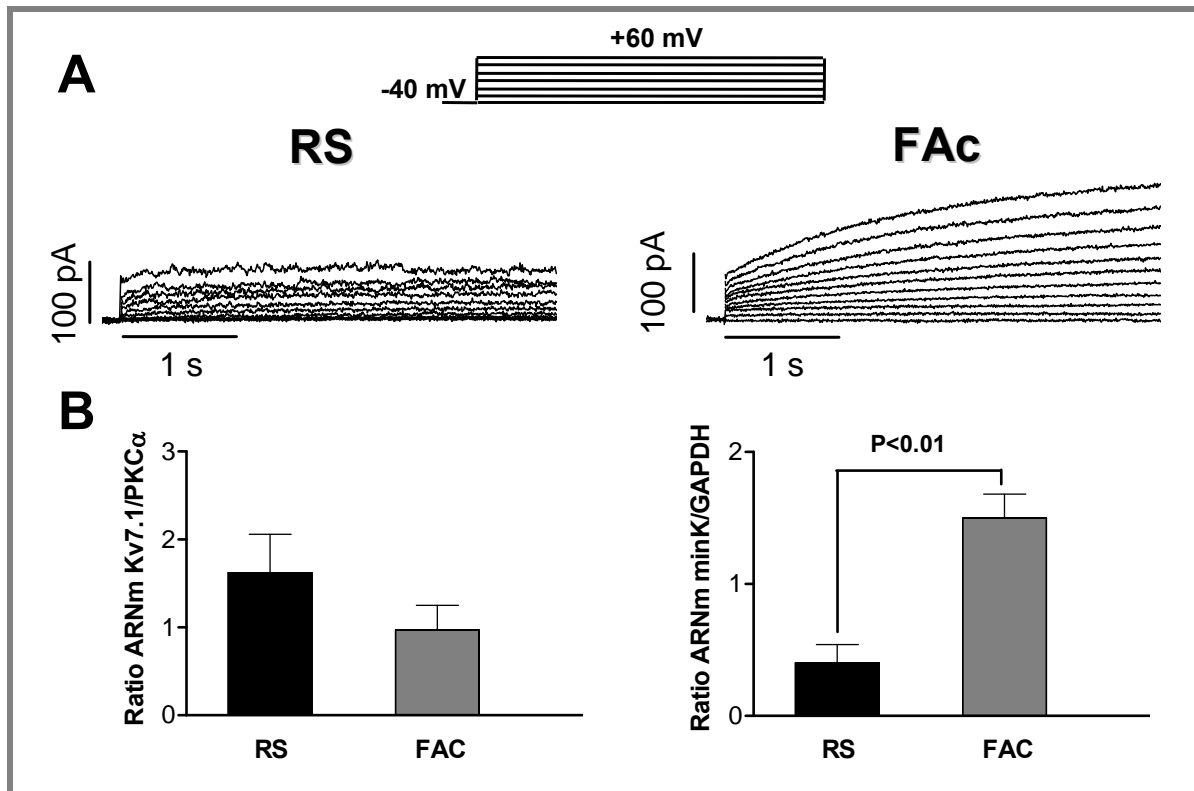 A
+60 mV
-40 mV
RS
FAc
100 pA
1 s
100 pA
1 s
B
Ratio ARNm Kv7.1/PKCα
3
2
1
0
RS
FAC
Ratio ARNm minK/GAPDH
P<0.01
2
1
0
RS
FAC